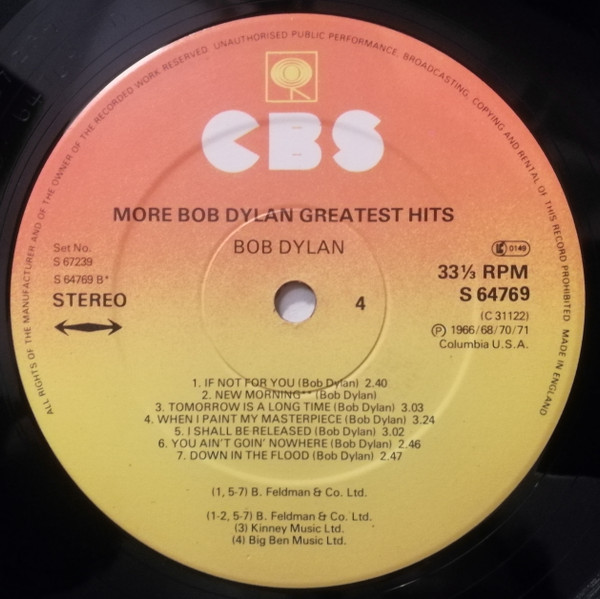 ALL RIGHTS OF THE MANUFACTURER AND OF THE OWNER OF THE RECORDED WORK RESERVED. UNAUTHORISED PUBLIC PERFORMANCE, BROADCASTING, COPYING AND RENTAL OF THIS RECORD PROHIBITED. MADE IN ENGLAND
CBS
MORE BOB DYLAN GREATEST HITS
BOB DYLAN
Set No.
S 67239
S 64769 B*
STEREO
4
0149
33⅓ RPM
S 64769
(C 31122)
Ⓟ 1966/68/70/71
Columbia U.S.A.
1. IF NOT FOR YOU (Bob Dylan) 2.40
2. NEW MORNING** (Bob Dylan)
3. TOMORROW IS A LONG TIME (Bob Dylan) 3.03
4. WHEN I PAINT MY MASTERPIECE (Bob Dylan) 3.24
5. I SHALL BE RELEASED (Bob Dylan) 3.02
6. YOU AIN'T GOIN' NOWHERE (Bob Dylan) 2.46
7. DOWN IN THE FLOOD (Bob Dylan) 2.47
(1, 5-7) B. Feldman & Co. Ltd.
(1-2, 5-7) B. Feldman & Co. Ltd.
(3) Kinney Music Ltd.
(4) Big Ben Music Ltd.